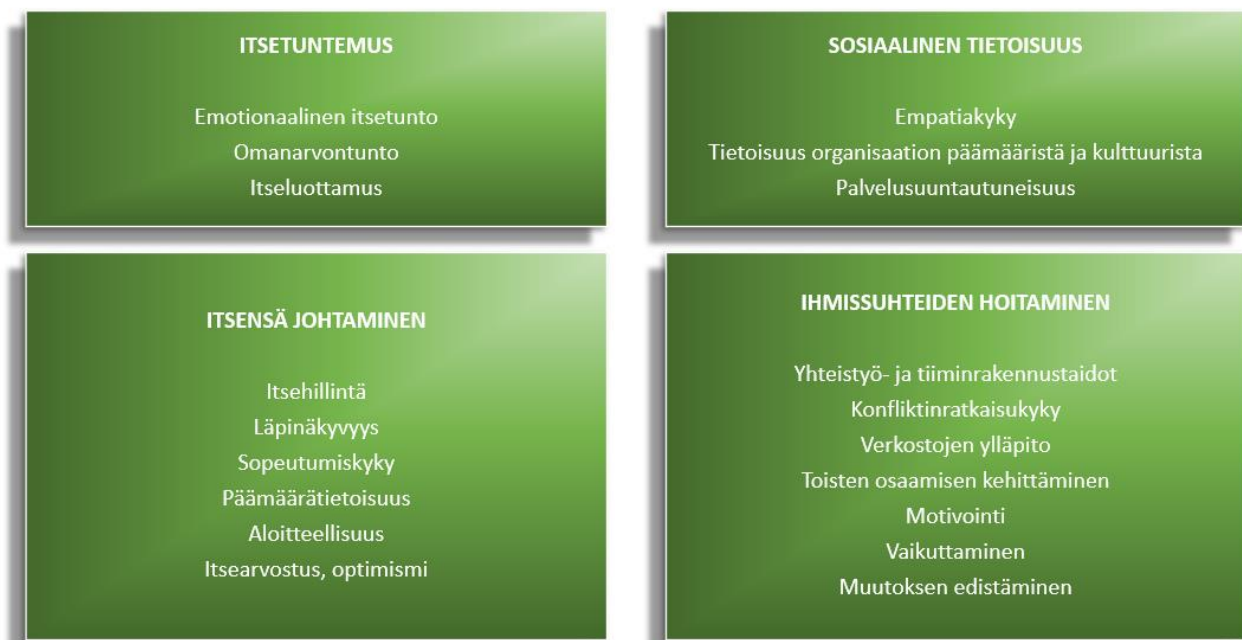 ITSETUNTEMUS
Emotionaalinen itsetunto
Omanarvontunto
Itseluottamus
SOSIAALINEN TIETOISUUS
Empatiakyky
Tietoisuus organisaation päämääristä ja kulttuurista
Palvelusuuntautuneisuus
ITSENSÄ JOHTAMINEN
Itsehillintä
Läpinäkyvyys
Sopeutumiskyky
Päämäärätietoisuus
Aloitteellisuus
Itsearvostus, optimismi
IHMISSUHTEIDEN HOITAMINEN
Yhteistyö- ja tiiminrakennustaidot
Konfliktinratkaisukyky
Verkostojen ylläpito
Toisten osaamisen kehittäminen
Motivointi
Vaikuttaminen
Muutoksen edistäminen